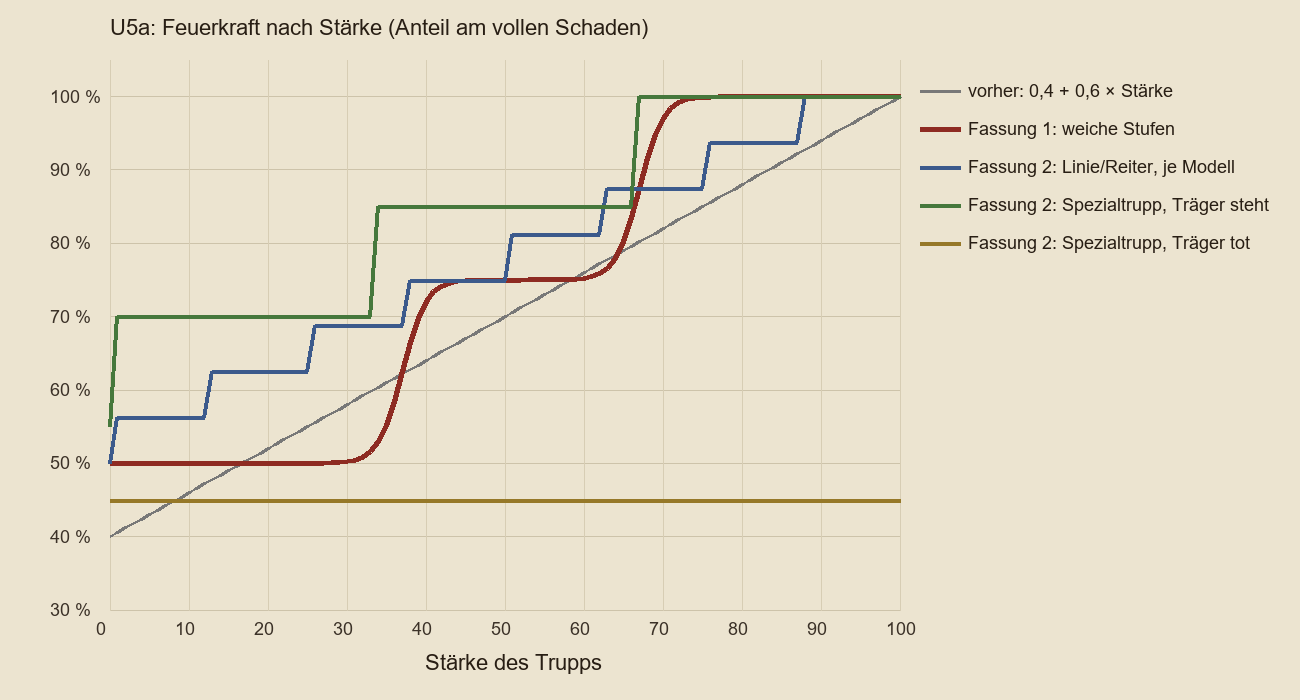 U5a: Feuerkraft nach Stärke (Anteil am vollen Schaden)
100 %
90 %
80 %
70 %
60 %
50 %
40 %
30 %
0 10 20 30 40 50 60 70 80 90 100
Stärke des Trupps
vorher: 0,4 + 0,6 × Stärke
Fassung 1: weiche Stufen
Fassung 2: Linie/Reiter, je Modell
Fassung 2: Spezialtrupp, Träger steht
Fassung 2: Spezialtrupp, Träger tot